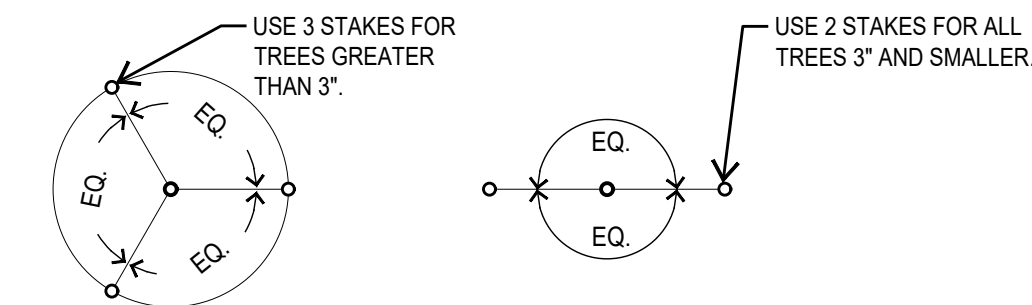 USE 3 STAKES FOR
TREES GREATER
THAN 3".
EQ.
EQ.
EQ.
USE 2 STAKES FOR ALL
TREES 3" AND SMALLER.
EQ.
EQ.